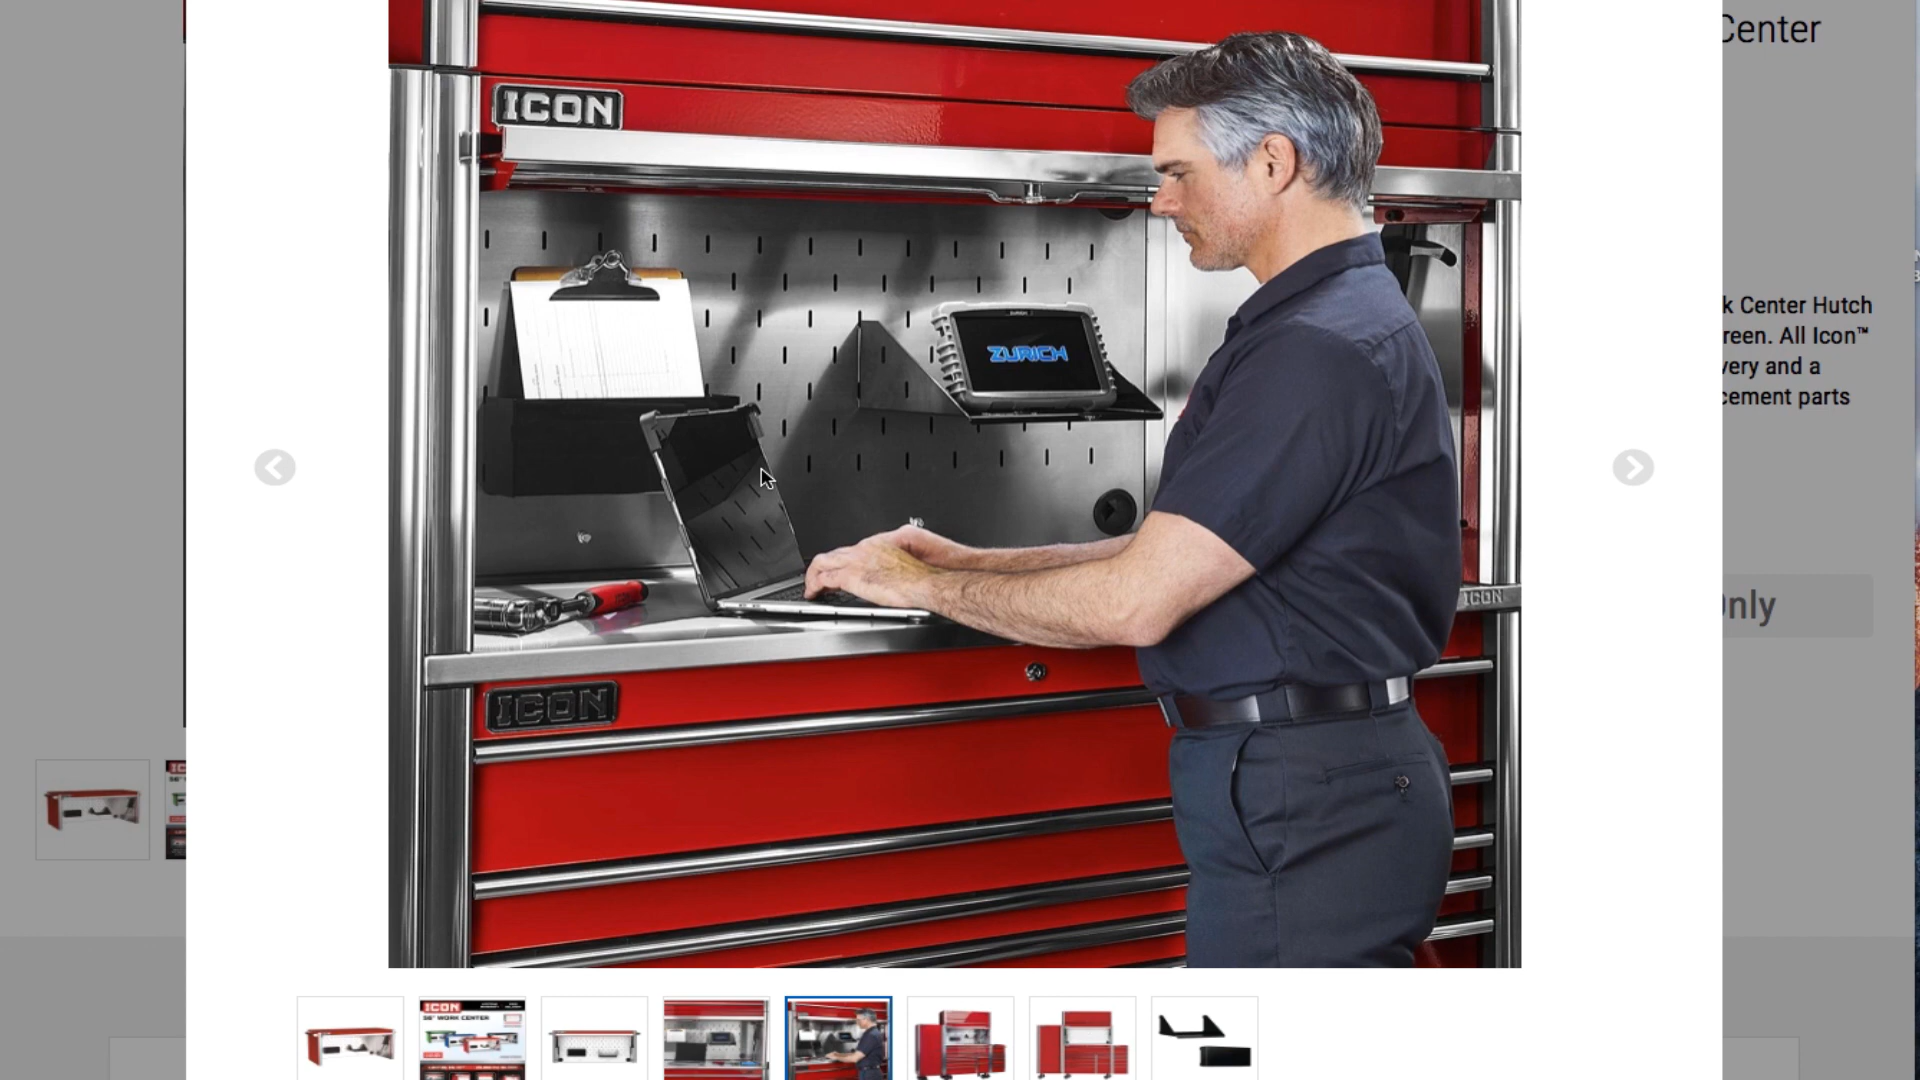 Center
ICON
ZURICH
k Center Hutch
reen. All Icon™
very and a
cement parts
Only
ICON
ICON
ICON
56" WORK CENTER